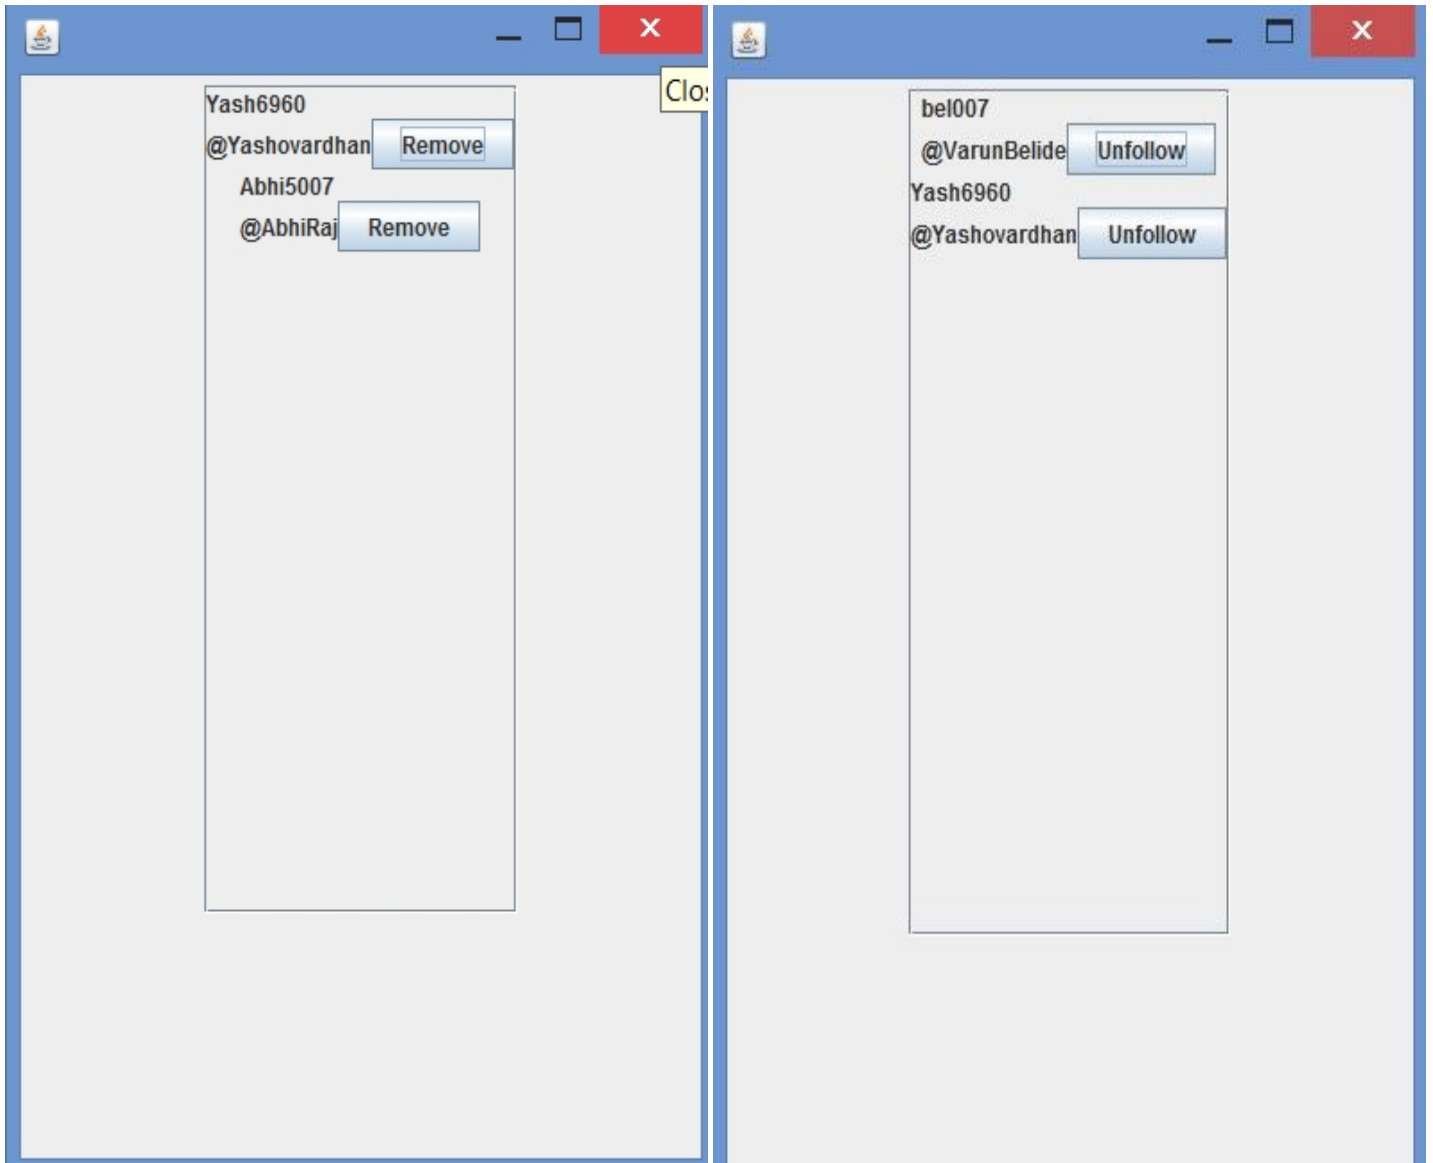 Clos
Yash6960
@Yashovardhan Remove
Abhi5007
@AbhiRaj Remove
bel007
@VarunBelide Unfollow
Yash6960
@Yashovardhan Unfollow